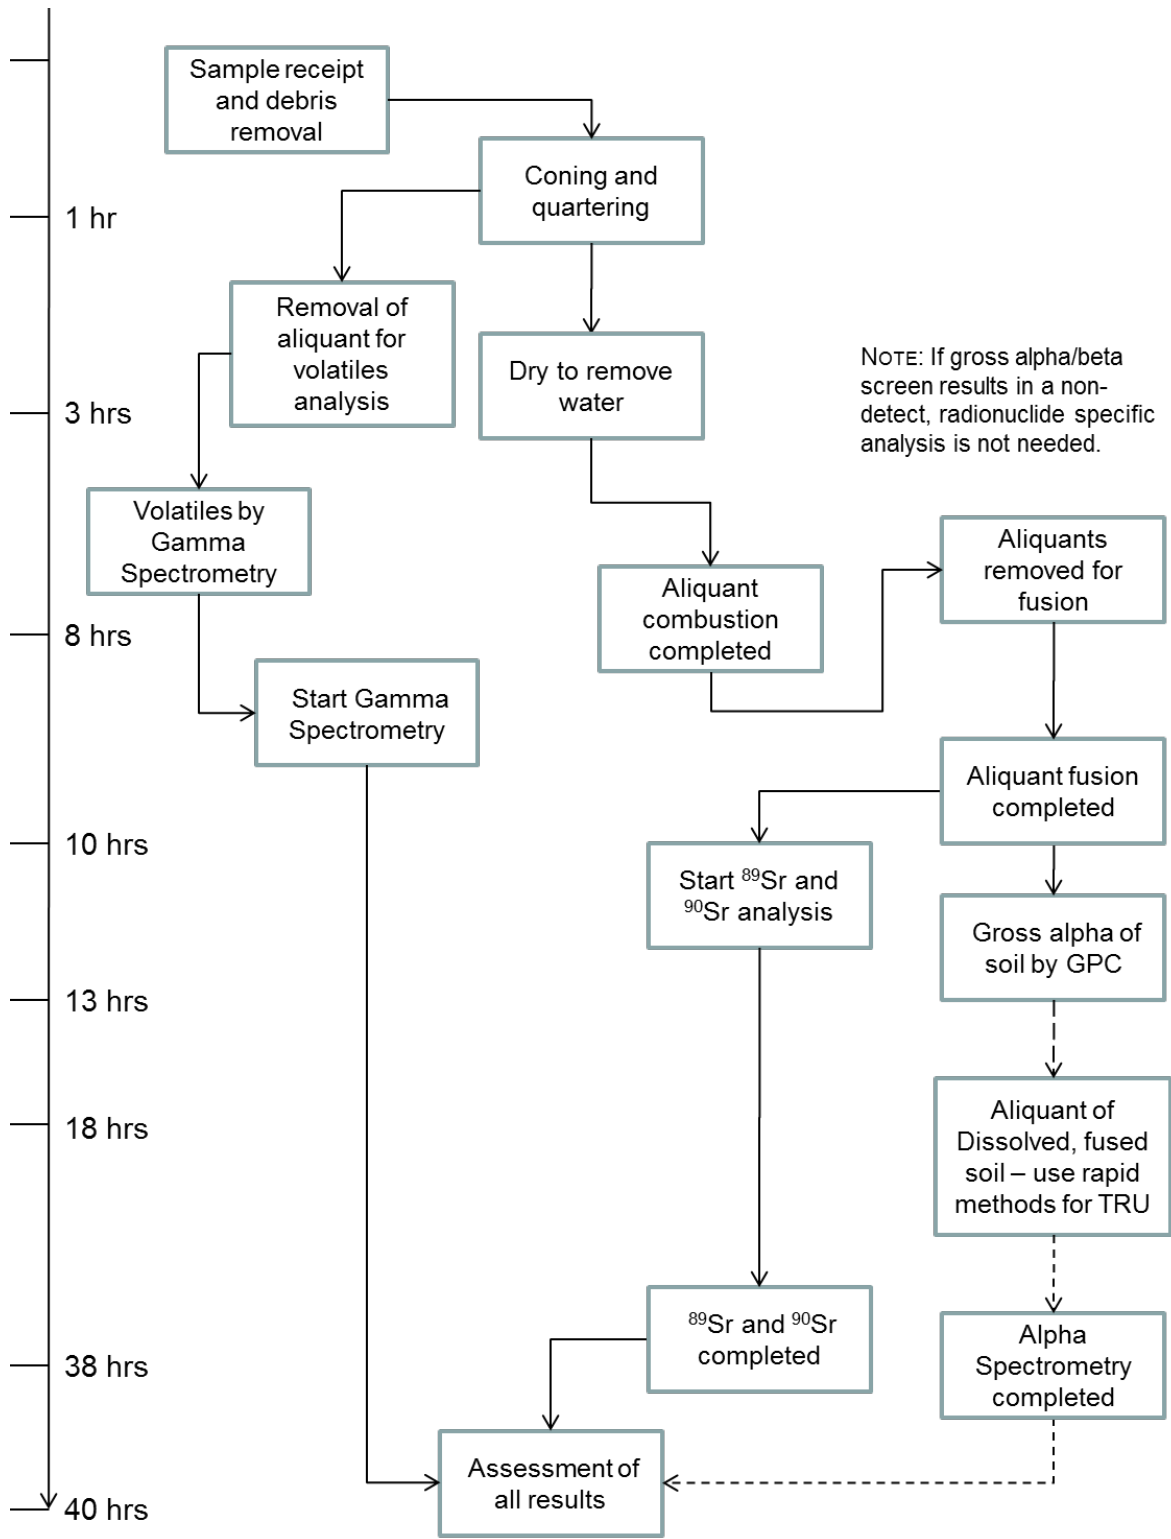 Sample receipt
and debris
removal
Coning and
quartering
1 hr
Removal of
aliquant for
volatiles
analysis
Dry to remove
water
NOTE: If gross alpha/beta
screen results in a non-
detect, radionuclide specific
analysis is not needed.
3 hrs
Volatiles by
Gamma
Spectrometry
Aliquants
removed for
fusion
Aliquant
combustion
completed
8 hrs
Start Gamma
Spectrometry
Aliquant fusion
completed
10 hrs
Start ⁸⁹Sr and
⁹⁰Sr analysis
Gross alpha of
soil by GPC
13 hrs
Aliquant of
Dissolved, fused
soil – use rapid
methods for TRU
18 hrs
⁸⁹Sr and ⁹⁰Sr
completed
Alpha
Spectrometry
completed
38 hrs
Assessment of
all results
40 hrs